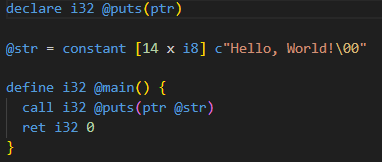 declare i32 @puts(ptr)
@str = constant [14 x i8] c"Hello, World!\00"
define i32 @main() {
  call i32 @puts(ptr @str)
  ret i32 0
}